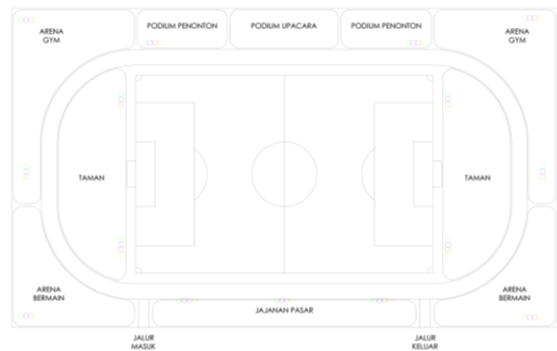 ARENA
GYM
PODIUM PENONTON
PODIUM UPACARA
PODIUM PENONTON
ARENA
GYM
TAMAN
TAMAN
ARENA
BERMAIN
JAJANAN PASAR
ARENA
BERMAIN
JALUR
MASUK
JALUR
KELUAR